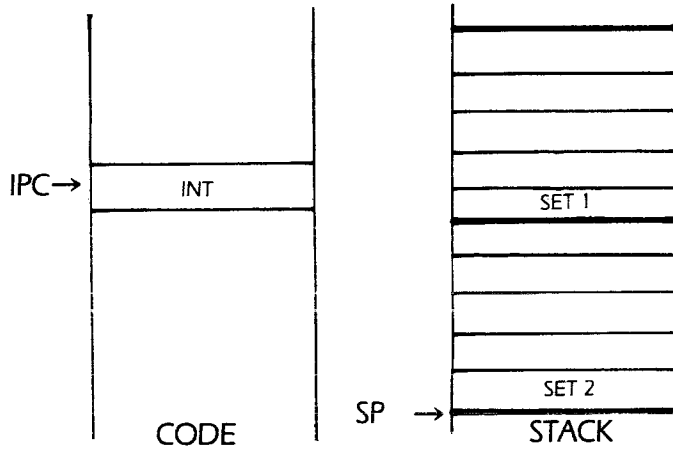 IPC→
INT
SET 1
SET 2
SP →
CODE
STACK